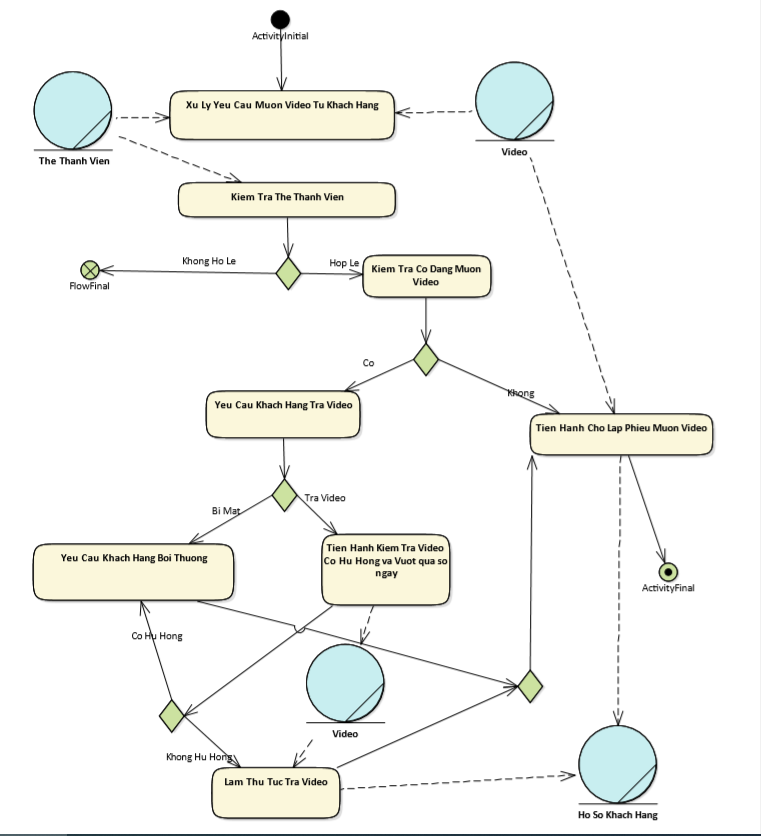 ActivityInitial
Xu Ly Yeu Cau Muon Video Tu Khach Hang
The Thanh Vien
Video
Kiem Tra The Thanh Vien
Khong Ho Le
Hop Le
Kiem Tra Co Dang Muon
Video
FlowFinal
Co
Khong
Yeu Cau Khach Hang Tra Video
Tien Hanh Cho Lap Phieu Muon Video
Bi Mat
Tra Video
Yeu Cau Khach Hang Boi Thuong
Tien Hanh Kiem Tra Video
Co Hu Hong va Vuot qua so
ngay
ActivityFinal
Co Hu Hong
Video
Khong Hu Hong
Lam Thu Tuc Tra Video
Ho So Khach Hang